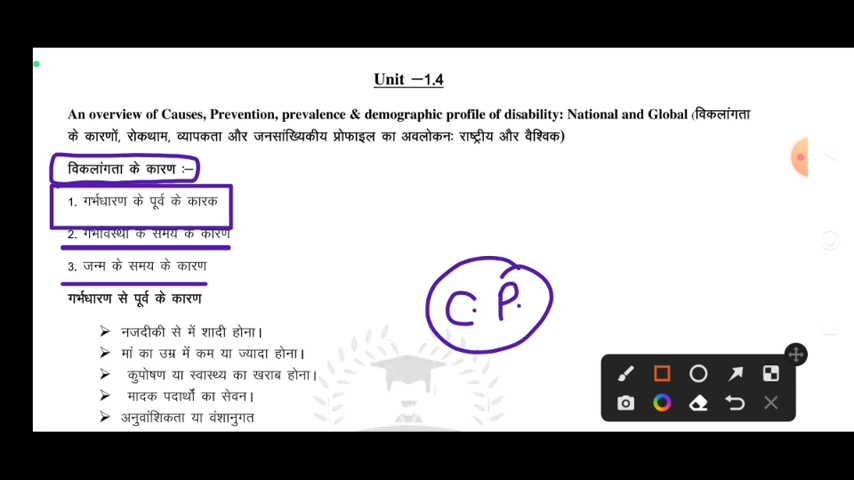 Unit –1.4
An overview of Causes, Prevention, prevalence & demographic profile of disability: National and Global (विकलांगता
के कारणों, रोकथाम, व्यापकता और जनसांख्यिकीय प्रोफाइल का अवलोकनः राष्ट्रीय और वैश्विक)
विकलांगता के कारण :–
1. गर्भधारण के पूर्व के कारक
2. गर्भावस्था के समय के कारण
3. जन्म के समय के कारण
गर्भधारण से पूर्व के कारण
C. P.
➢ नजदीकी से में शादी होना।
➢ मां का उम्र में कम या ज्यादा होना।
➢ कुपोषण या स्वास्थ्य का खराब होना।
➢ मादक पदार्थों का सेवन।
➢ अनुवांशिकता या वंशानुगत